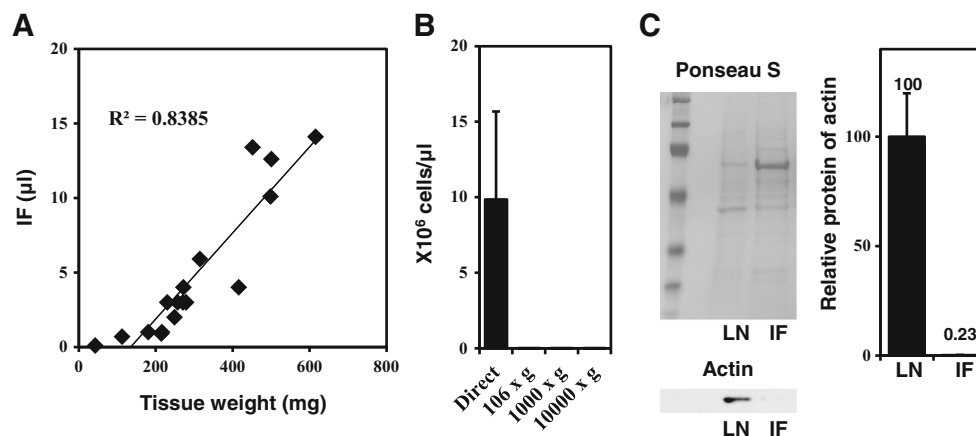 A
20
15
10
5
0
IF (µl)
R² = 0.8385
0
200
400
600
800
Tissue weight (mg)
B
20
15
10
5
0
X10⁶ cells/µl
Direct
106 x g
1000 x g
10000 x g
C
Ponseau S
LN IF
Actin
LN IF
Relative protein of actin
100
50
0
100
0.23
LN IF